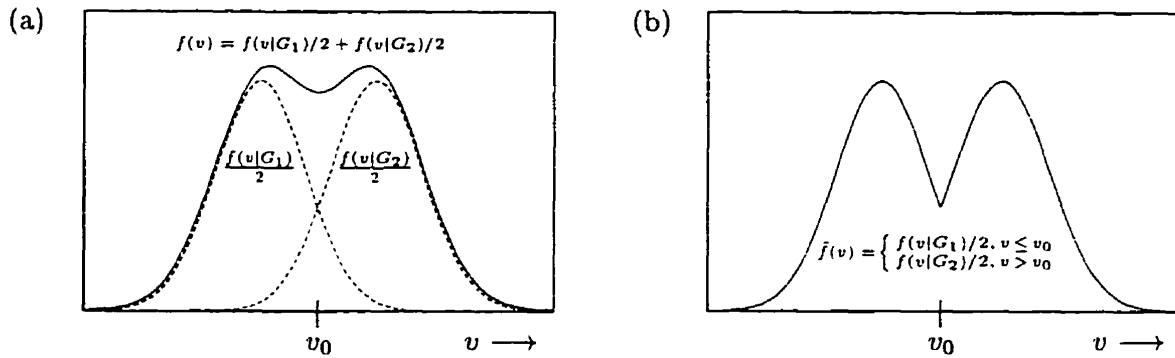 (a)
f(v) = f(v|G₁)/2 + f(v|G₂)/2
f(v|G₁)
2
f(v|G₂)
2
v₀
v ⟶
(b)
f̂(v) = { f(v|G₁)/2, v ≤ v₀
f(v|G₂)/2, v > v₀
v₀
v ⟶